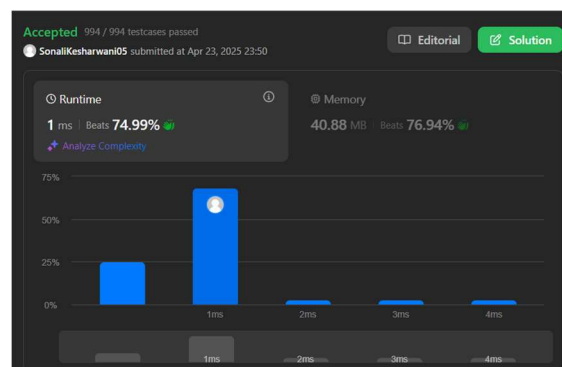 Accepted 994 / 994 testcases passed
SonaliKesharwani05 submitted at Apr 23, 2025 23:50
Editorial
Solution
Runtime
1 ms | Beats 74.99%
Analyze Complexity
Memory
40.88 MB | Beats 76.94%
75%
50%
25%
0%
1ms 2ms 3ms 4ms
1ms 2ms 3ms 4ms